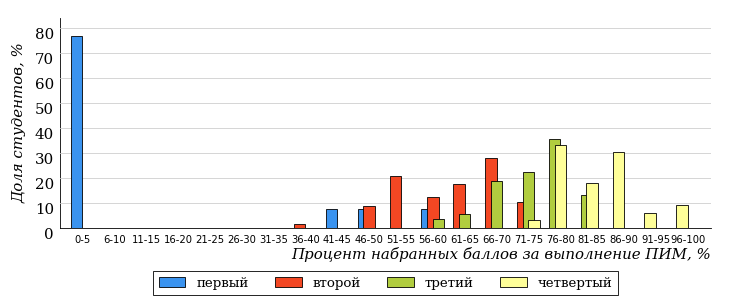 Доля студентов, %
80
70
60
50
40
30
20
10
0
0-5 6-10 11-15 16-20 21-25 26-30 31-35 36-40 41-45 46-50 51-55 56-60 61-65 66-70 71-75 76-80 81-85 86-90 91-95 96-100
Процент набранных баллов за выполнение ПИМ, %
первый второй третий четвертый